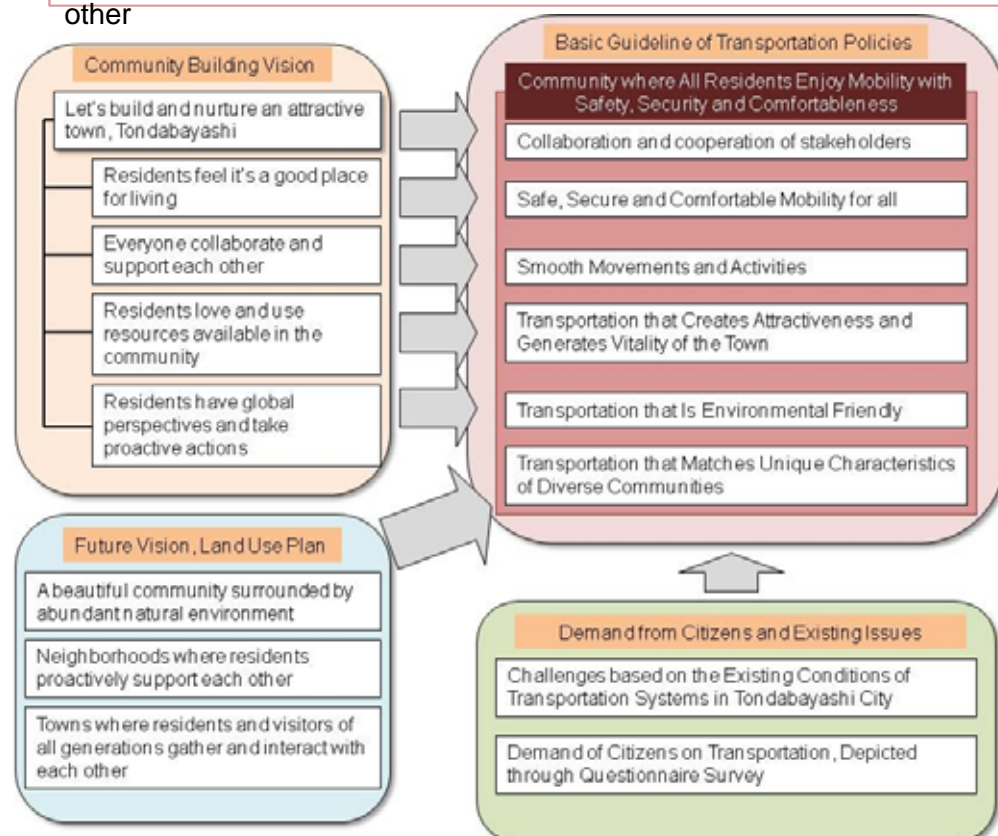 other
Community Building Vision
Let's build and nurture an attractive
town, Tondabayashi
Residents feel it's a good place
for living
Everyone collaborate and
support each other
Residents love and use
resources available in the
community
Residents have global
perspectives and take
proactive actions
Future Vision, Land Use Plan
A beautiful community surrounded by
abundant natural environment
Neighborhoods where residents
proactively support each other
Towns where residents and visitors of
all generations gather and interact with
each other
Basic Guideline of Transportation Policies
Community where All Residents Enjoy Mobility with
Safety, Security and Comfortableness
Collaboration and cooperation of stakeholders
Safe, Secure and Comfortable Mobility for all
Smooth Movements and Activities
Transportation that Creates Attractiveness and
Generates Vitality of the Town
Transportation that Is Environmental Friendly
Transportation that Matches Unique Characteristics
of Diverse Communities
Demand from Citizens and Existing Issues
Challenges based on the Existing Conditions of
Transportation Systems in Tondabayashi City
Demand of Citizens on Transportation, Depicted
through Questionnaire Survey